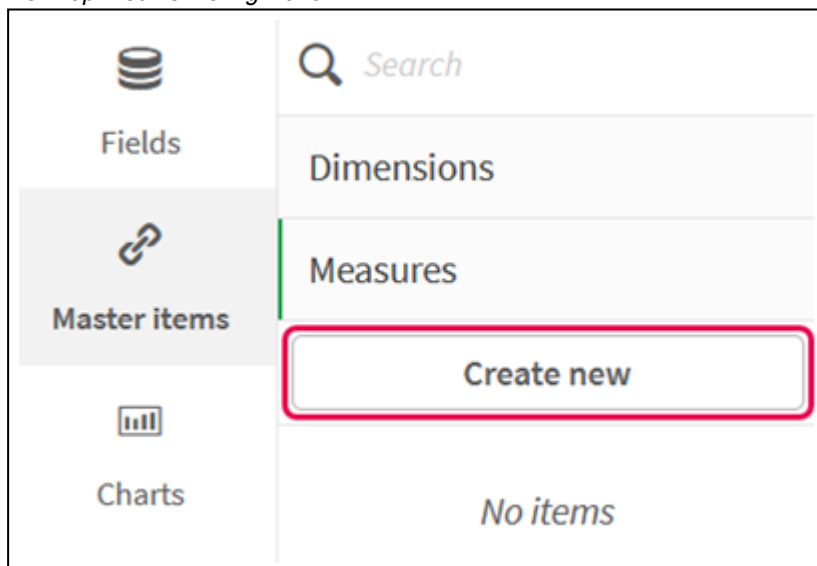 Search
Fields
Dimensions
Measures
Master items
Create new
Charts
No items